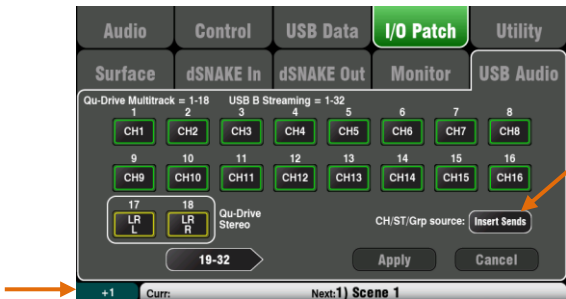 Audio Control USB Data I/O Patch Utility
Surface dSNAKE In dSNAKE Out Monitor USB Audio
Qu-Drive Multitrack = 1-18 USB B Streaming = 1-32
1 2 3 4 5 6 7 8
CH1 CH2 CH3 CH4 CH5 CH6 CH7 CH8
9 10 11 12 13 14 15 16
CH9 CH10 CH11 CH12 CH13 CH14 CH15 CH16
17 18
LR L LR R Qu-Drive Stereo CH/ST/Grp source: Insert Sends
19-32 Apply Cancel
+1 Curr: Next:1) Scene 1